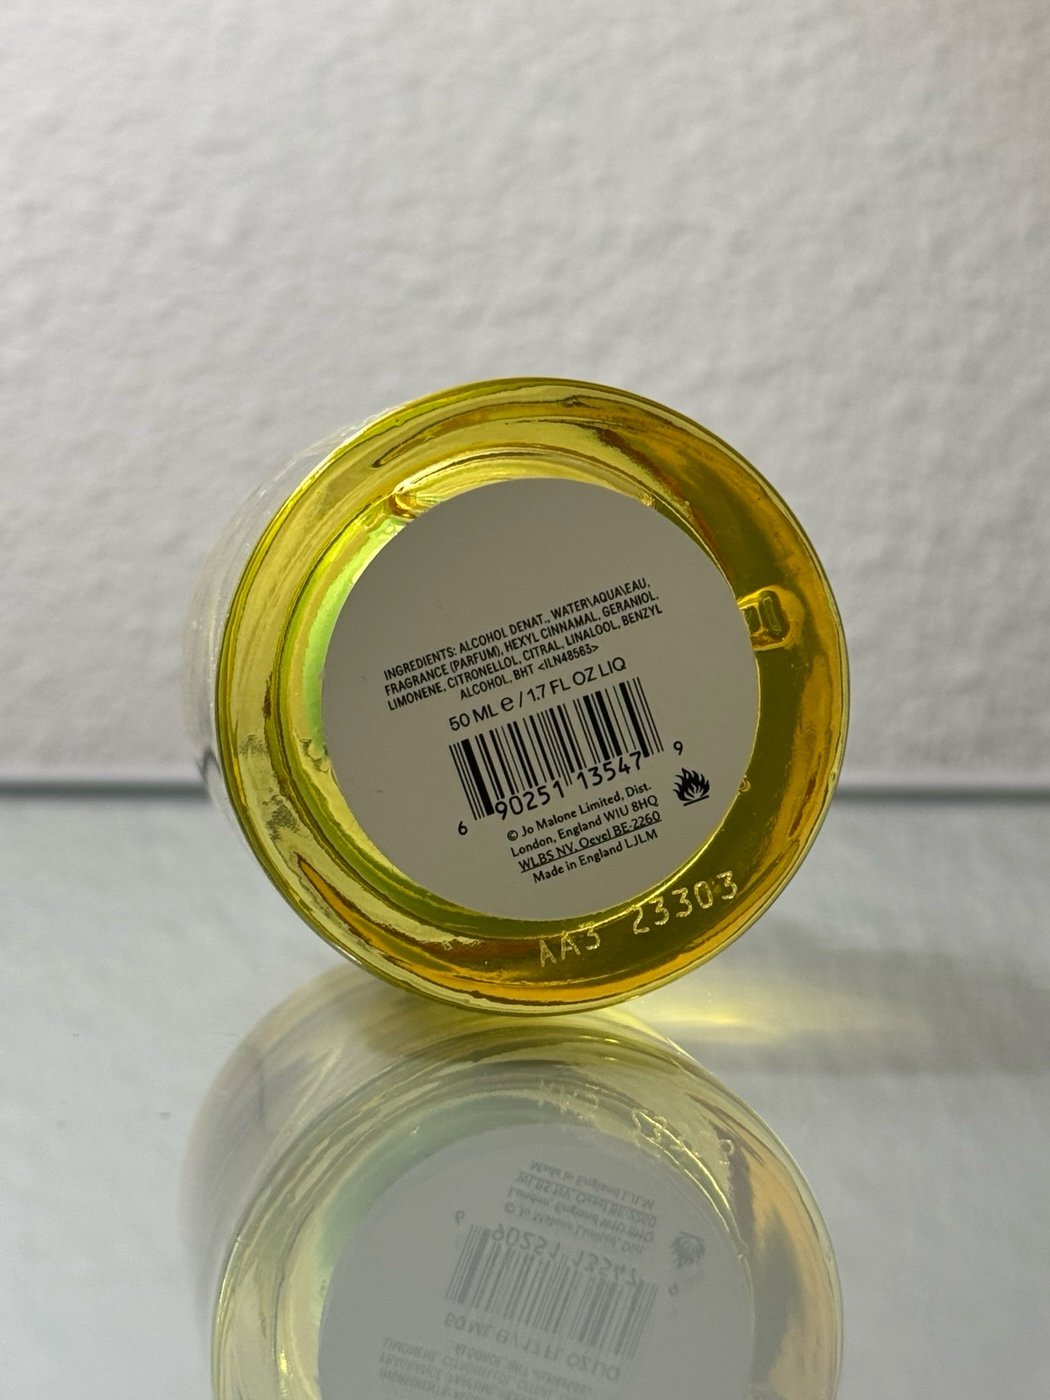 INGREDIENTS: ALCOHOL DENAT., WATER\AQUA\EAU,
FRAGRANCE (PARFUM), HEXYL CINNAMAL, GERANIOL,
LIMONENE, CITRONELLOL, CITRAL, LINALOOL, BENZYL
ALCOHOL, BHT <ILN48563>
50 ML e / 1.7 FL OZ LIQ
6 90251 13547 9
© Jo Malone Limited, Dist.
London, England W1U 8HQ
WLBS NV, Oevel BE-2260
Made in England LJLM
AA3 23303